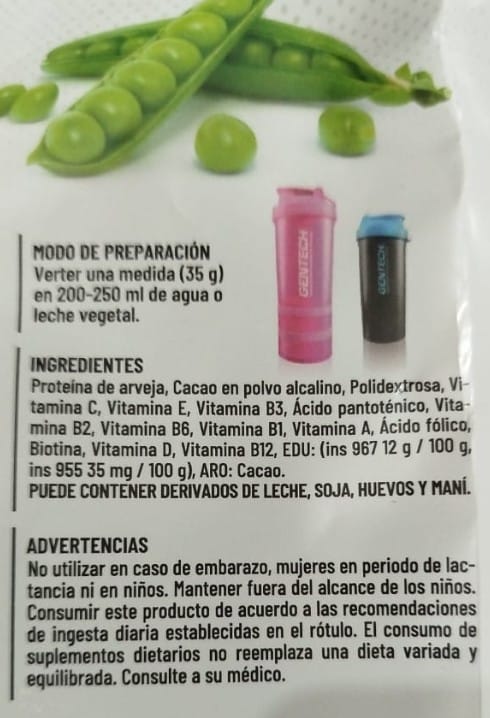 GENTECH
GENTECH
MODO DE PREPARACIÓN
Verter una medida (35 g)
en 200-250 ml de agua o
leche vegetal.
INGREDIENTES
Proteína de arveja, Cacao en polvo alcalino, Polidextrosa, Vi-
tamina C, Vitamina E, Vitamina B3, Ácido pantoténico, Vita-
mina B2, Vitamina B6, Vitamina B1, Vitamina A, Ácido fólico,
Biotina, Vitamina D, Vitamina B12, EDU: (ins 967 12 g / 100 g,
ins 955 35 mg / 100 g), ARO: Cacao.
PUEDE CONTENER DERIVADOS DE LECHE, SOJA, HUEVOS Y MANÍ.
ADVERTENCIAS
No utilizar en caso de embarazo, mujeres en periodo de lac-
tancia ni en niños. Mantener fuera del alcance de los niños.
Consumir este producto de acuerdo a las recomendaciones
de ingesta diaria establecidas en el rótulo. El consumo de
suplementos dietarios no reemplaza una dieta variada y
equilibrada. Consulte a su médico.